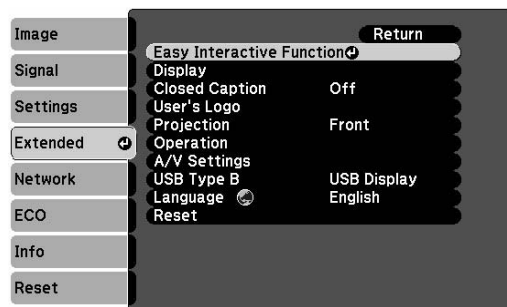 Image
Signal
Settings
Extended
Network
ECO
Info
Reset
Return
Easy Interactive Function
Display
Closed Caption Off
User's Logo
Projection Front
Operation
A/V Settings
USB Type B USB Display
Language English
Reset